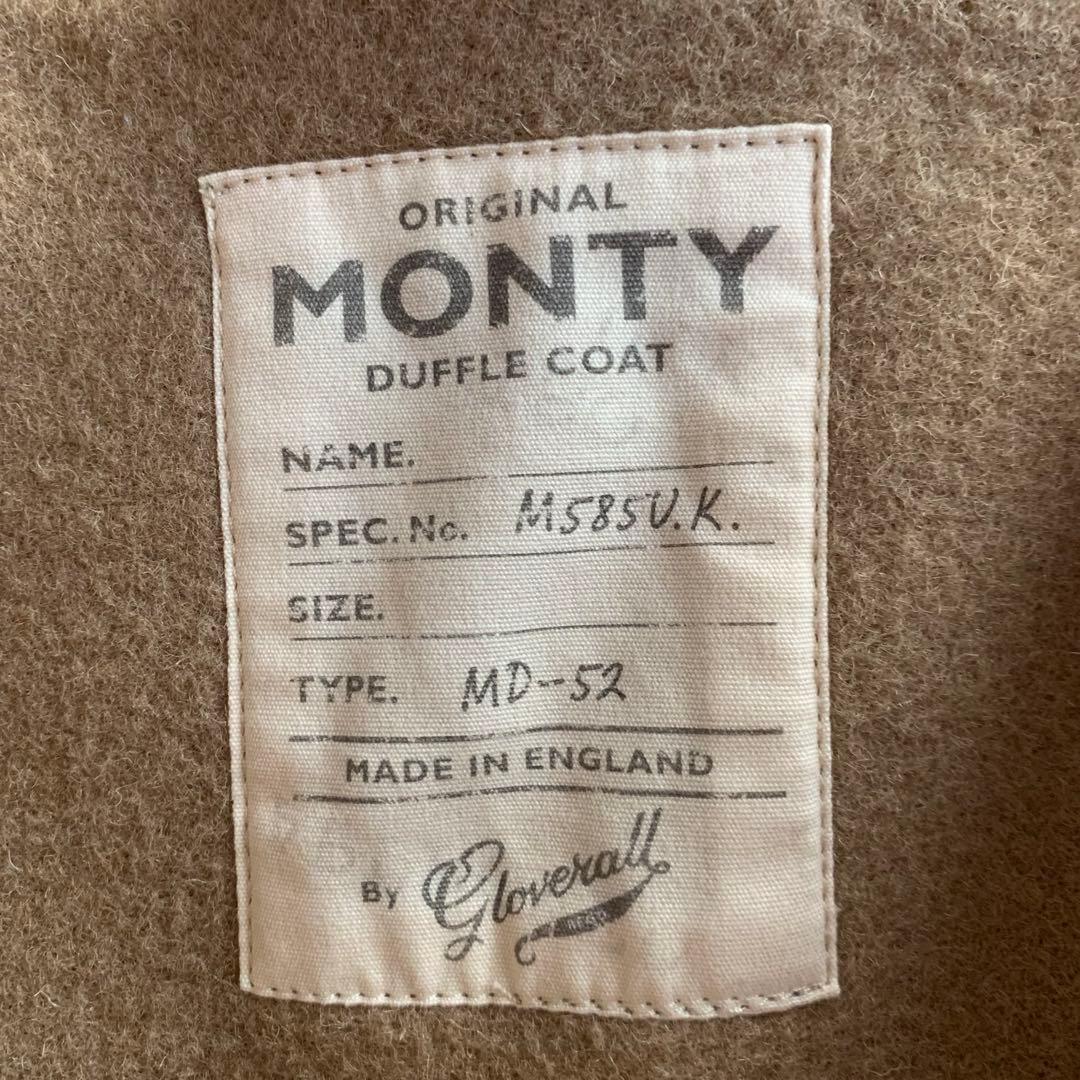 ORIGINAL
MONTY
DUFFLE COAT
NAME.
SPEC. No. M585U.K.
SIZE.
TYPE. MD-52
MADE IN ENGLAND
By Gloverall